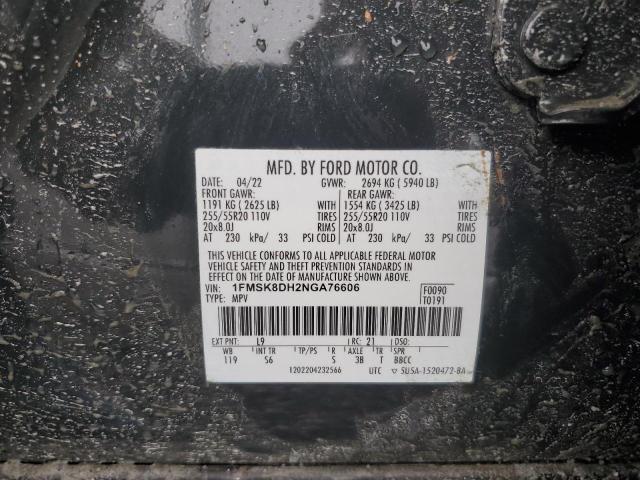 MFD. BY FORD MOTOR CO.
DATE: 04/22 GVWR: 2694 KG ( 5940 LB)
FRONT GAWR: REAR GAWR:
1191 KG ( 2625 LB) WITH 1554 KG ( 3425 LB) WITH
255/55R20 110V TIRES 255/55R20 110V TIRES
20x8.0J 20x8.0J
AT 230 kPa/ 33 PSI COLD AT 230 kPa/ 33 PSI COLD
THIS VEHICLE CONFORMS TO ALL APPLICABLE FEDERAL MOTOR
VEHICLE SAFETY AND THEFT PREVENTION STANDARDS IN
EFFECT ON THE DATE OF MANUFACTURE SHOWN ABOVE.
VIN: 1FMSK8DH2NGA76606 F0090
TYPE: MPV T0191
EXT PNT: L9 RC: 21 DSO:
WB INT TR TP/PS R AXLE TR SPR
119 56 S 3B T BBCC
1202204232566 UTC 5USA-1520472-BA